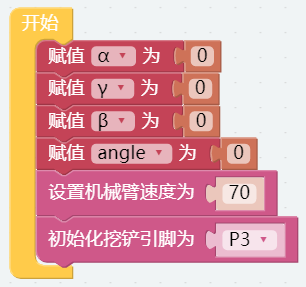 开始
赋值 α 为 0
赋值 γ 为 0
赋值 β 为 0
赋值 angle 为 0
设置机械臂速度为 70
初始化挖铲引脚为 P3